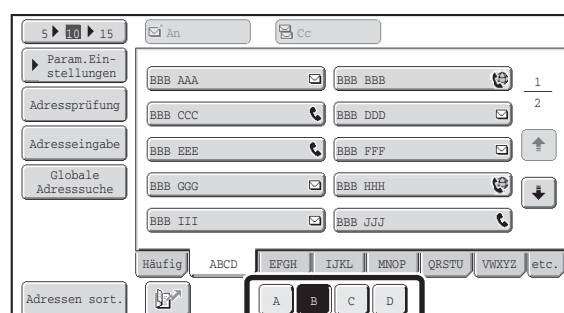 5 10 15
An
Cc
Param.Ein-
stellungen
Adressprüfung
Adresseingabe
Globale
Adresssuche
BBB AAA
BBB BBB
BBB CCC
BBB DDD
BBB EEE
BBB FFF
BBB GGG
BBB HHH
BBB III
BBB JJJ
1
2
Häufig ABCD EFGH IJKL MNOP QRSTU VWXYZ etc.
Adressen sort.
A B C D